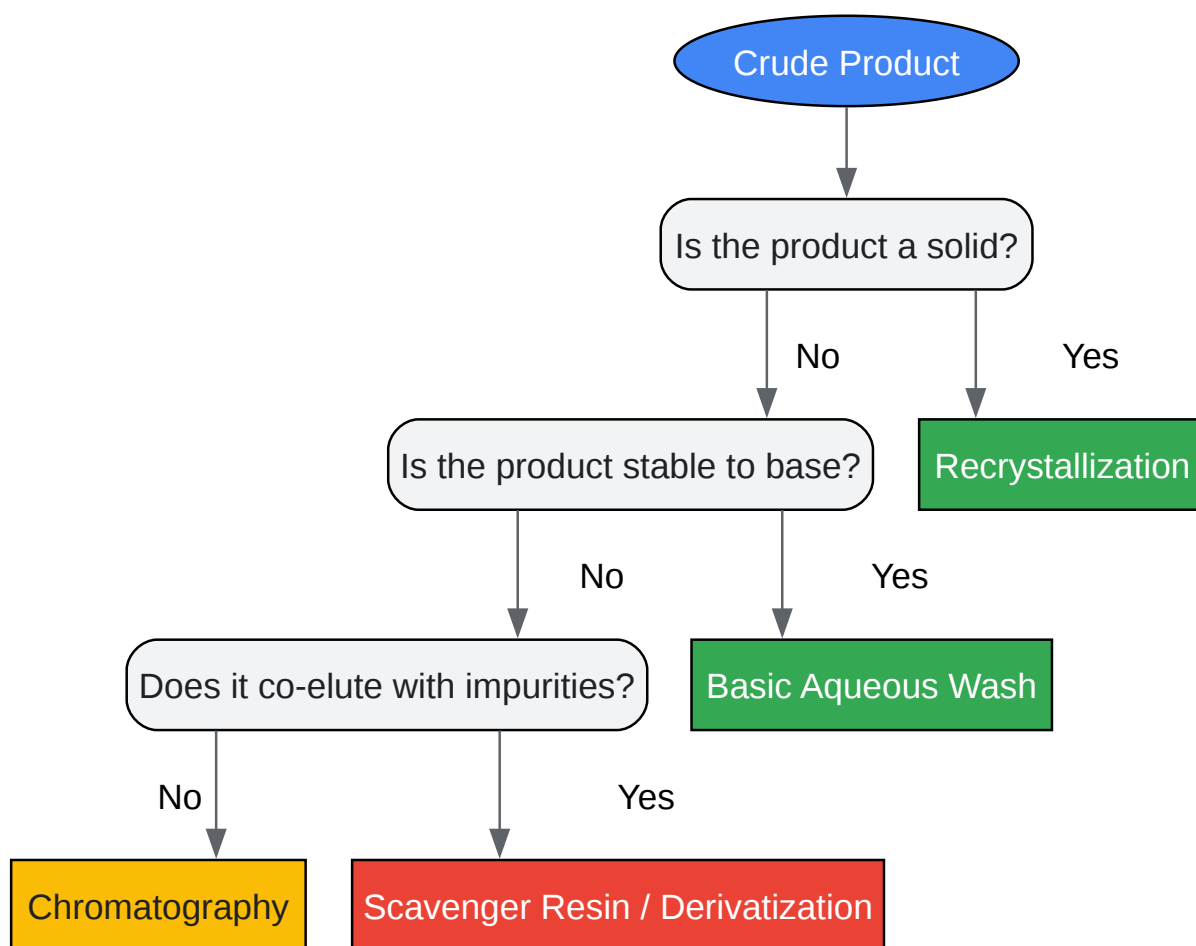 Crude Product
Is the product a solid?
No
Yes
Is the product stable to base?
Recrystallization
No
Yes
Does it co-elute with impurities?
Basic Aqueous Wash
No
Yes
Chromatography
Scavenger Resin / Derivatization